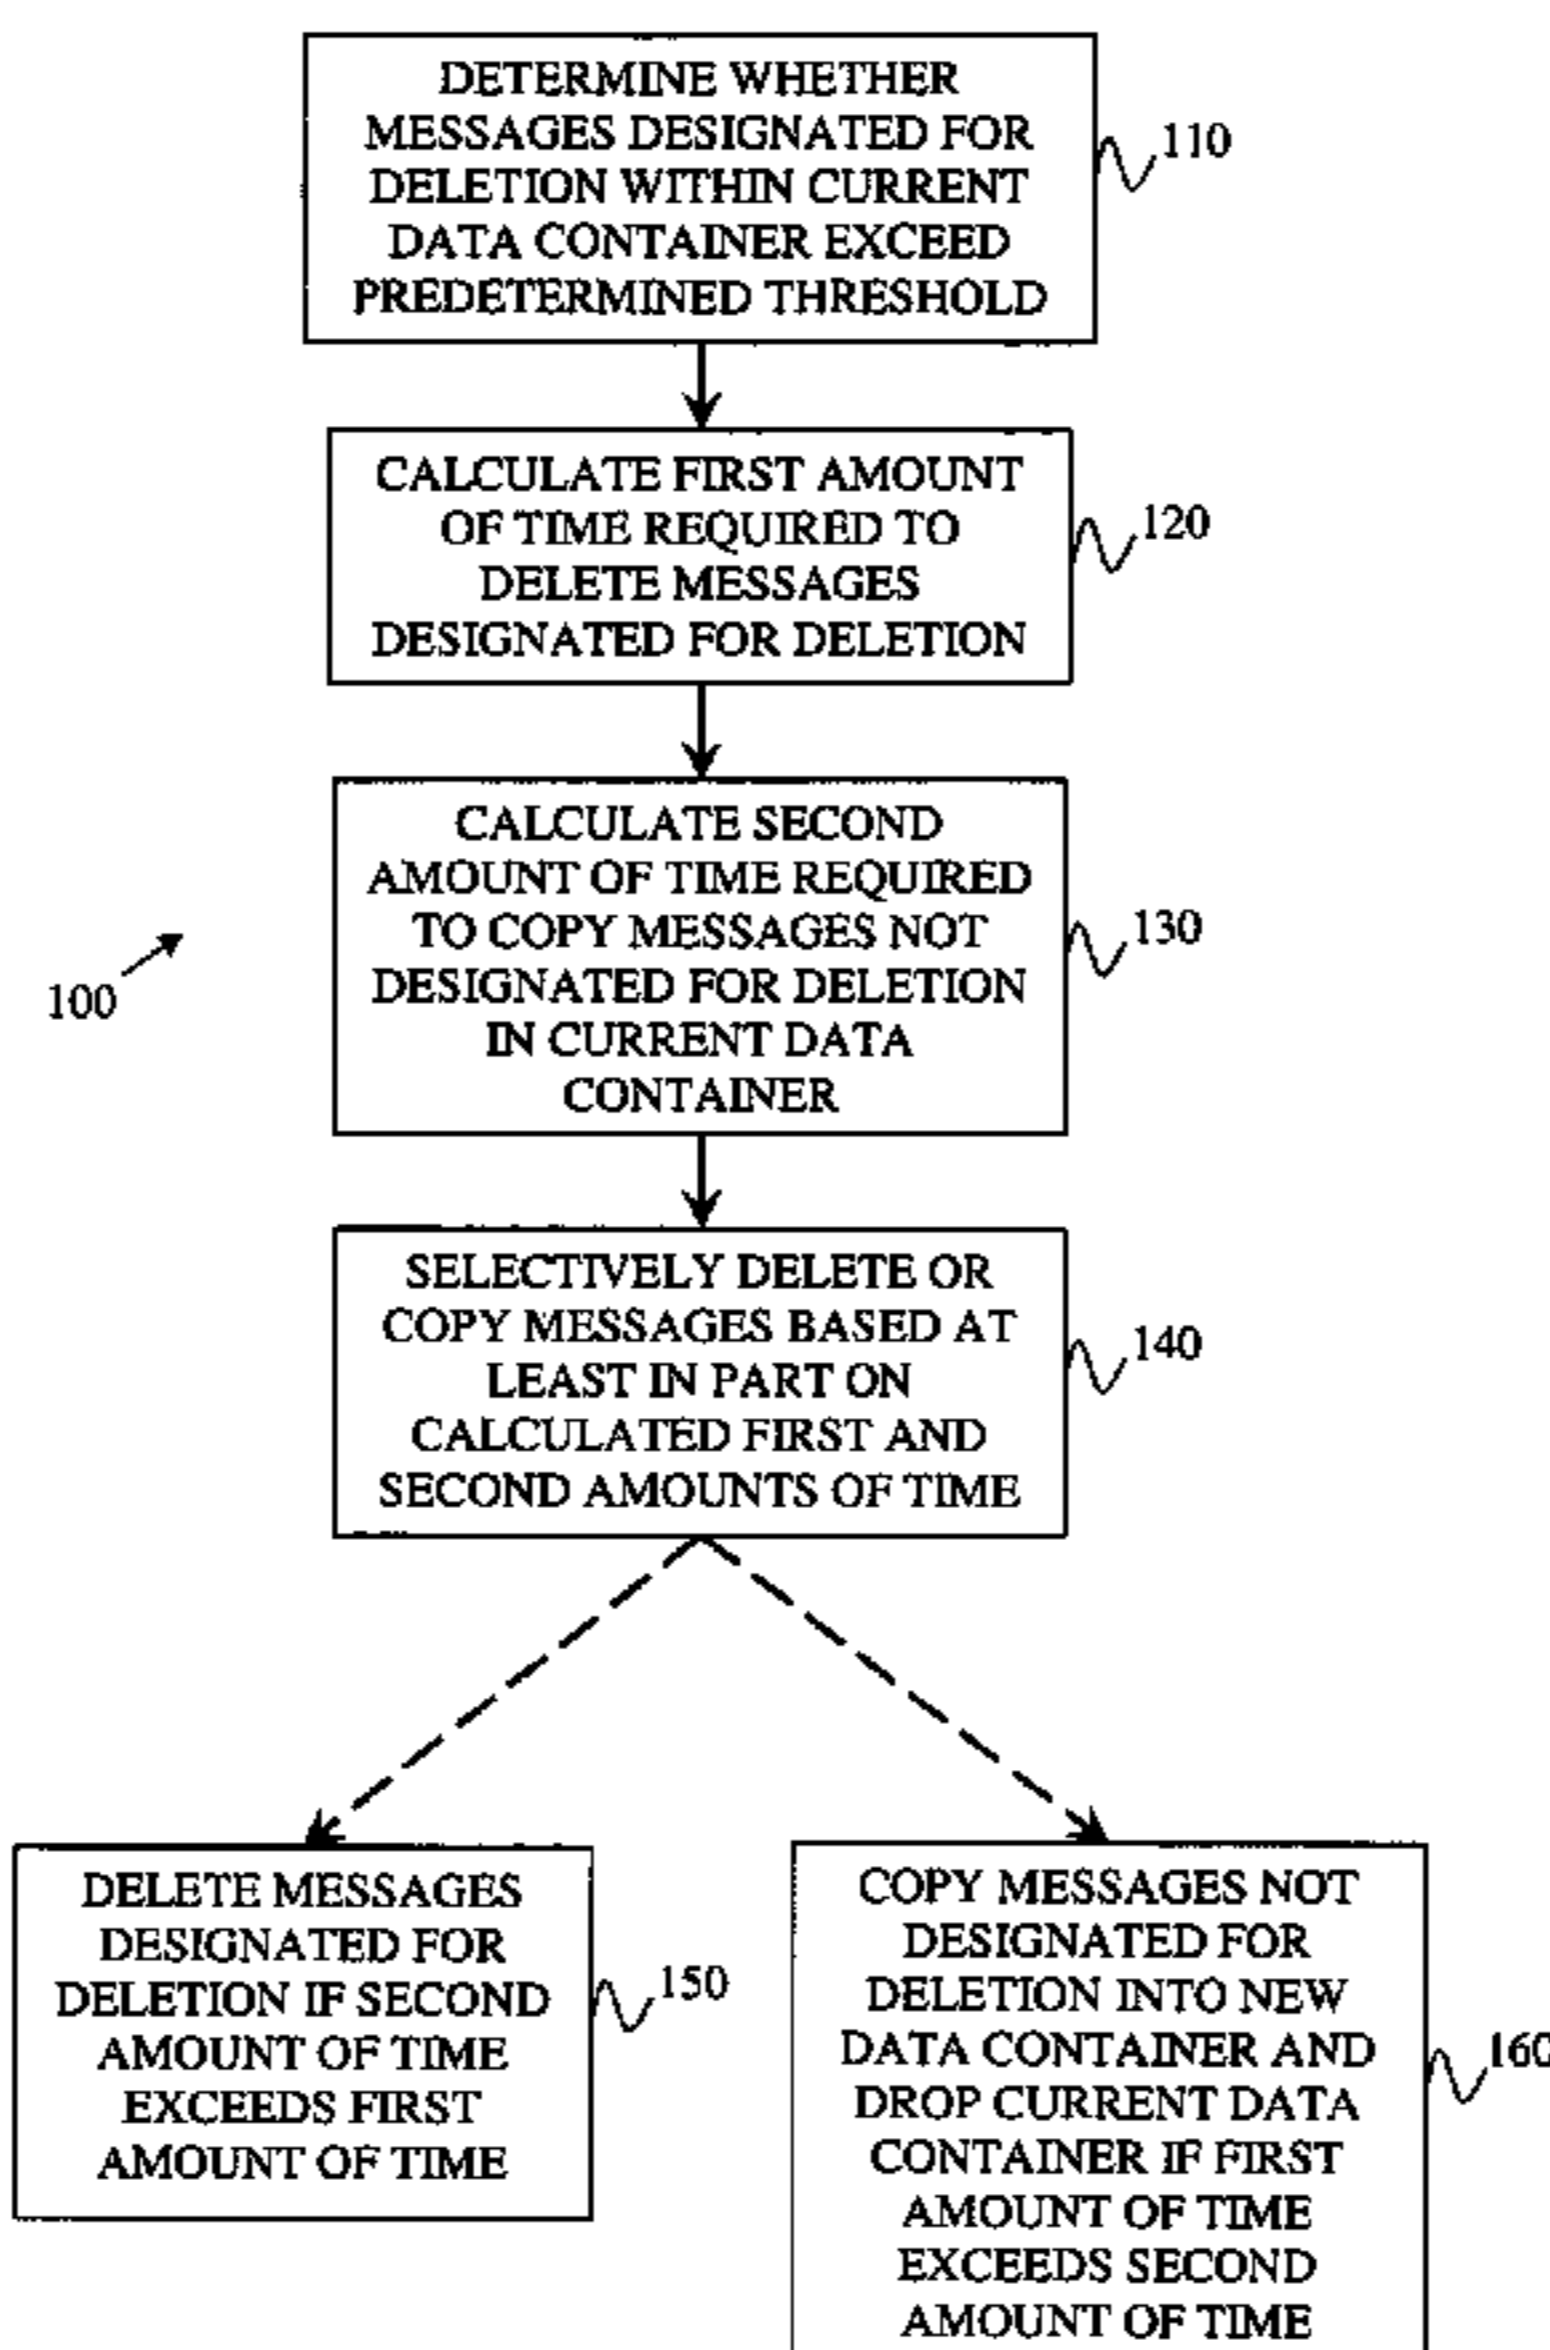 DETERMINE WHETHER
MESSAGES DESIGNATED FOR
DELETION WITHIN CURRENT
DATA CONTAINER EXCEED
PREDETERMINED THRESHOLD
110
CALCULATE FIRST AMOUNT
OF TIME REQUIRED TO
DELETE MESSAGES
DESIGNATED FOR DELETION
120
CALCULATE SECOND
AMOUNT OF TIME REQUIRED
TO COPY MESSAGES NOT
DESIGNATED FOR DELETION
IN CURRENT DATA
CONTAINER
130
100
SELECTIVELY DELETE OR
COPY MESSAGES BASED AT
LEAST IN PART ON
CALCULATED FIRST AND
SECOND AMOUNTS OF TIME
140
DELETE MESSAGES
DESIGNATED FOR
DELETION IF SECOND
AMOUNT OF TIME
EXCEEDS FIRST
AMOUNT OF TIME
150
COPY MESSAGES NOT
DESIGNATED FOR
DELETION INTO NEW
DATA CONTAINER AND
DROP CURRENT DATA
CONTAINER IF FIRST
AMOUNT OF TIME
EXCEEDS SECOND
AMOUNT OF TIME
160